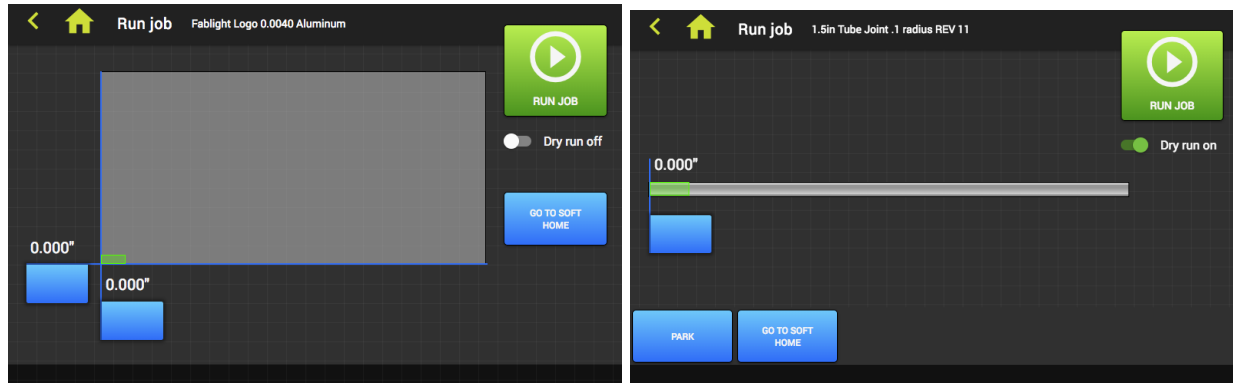 Run job Fablight Logo 0.0040 Aluminum
RUN JOB
Dry run off
GO TO SOFT
HOME
0.000"
0.000"
Run job 1.5in Tube Joint .1 radius REV 11
RUN JOB
Dry run on
0.000"
PARK
GO TO SOFT
HOME